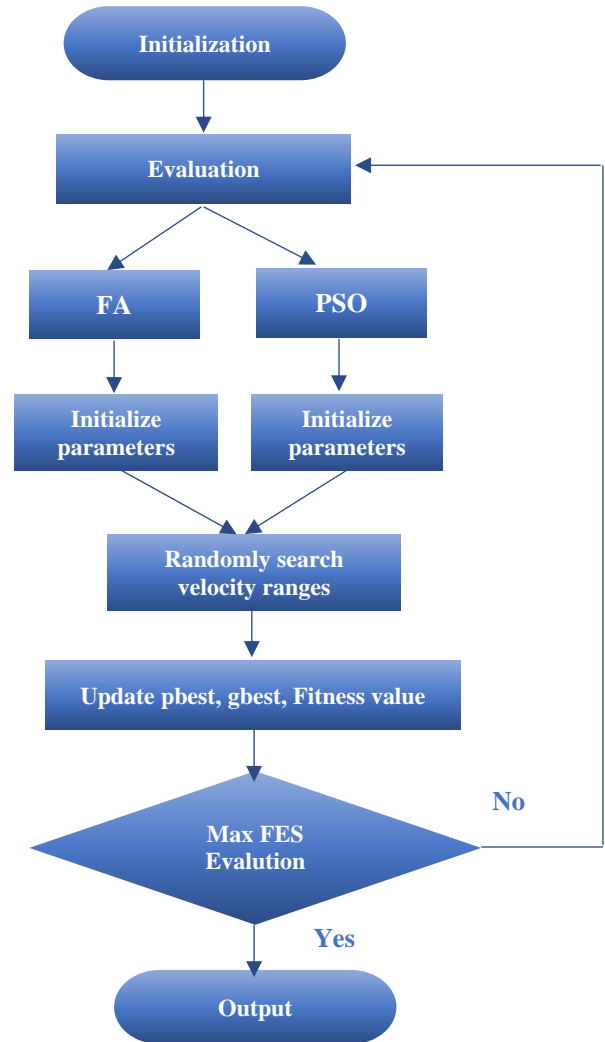 Initialization
Evaluation
FA
PSO
Initialize
parameters
Initialize
parameters
Randomly search
velocity ranges
Update pbest, gbest, Fitness value
No
Max FES
Evalution
Yes
Output